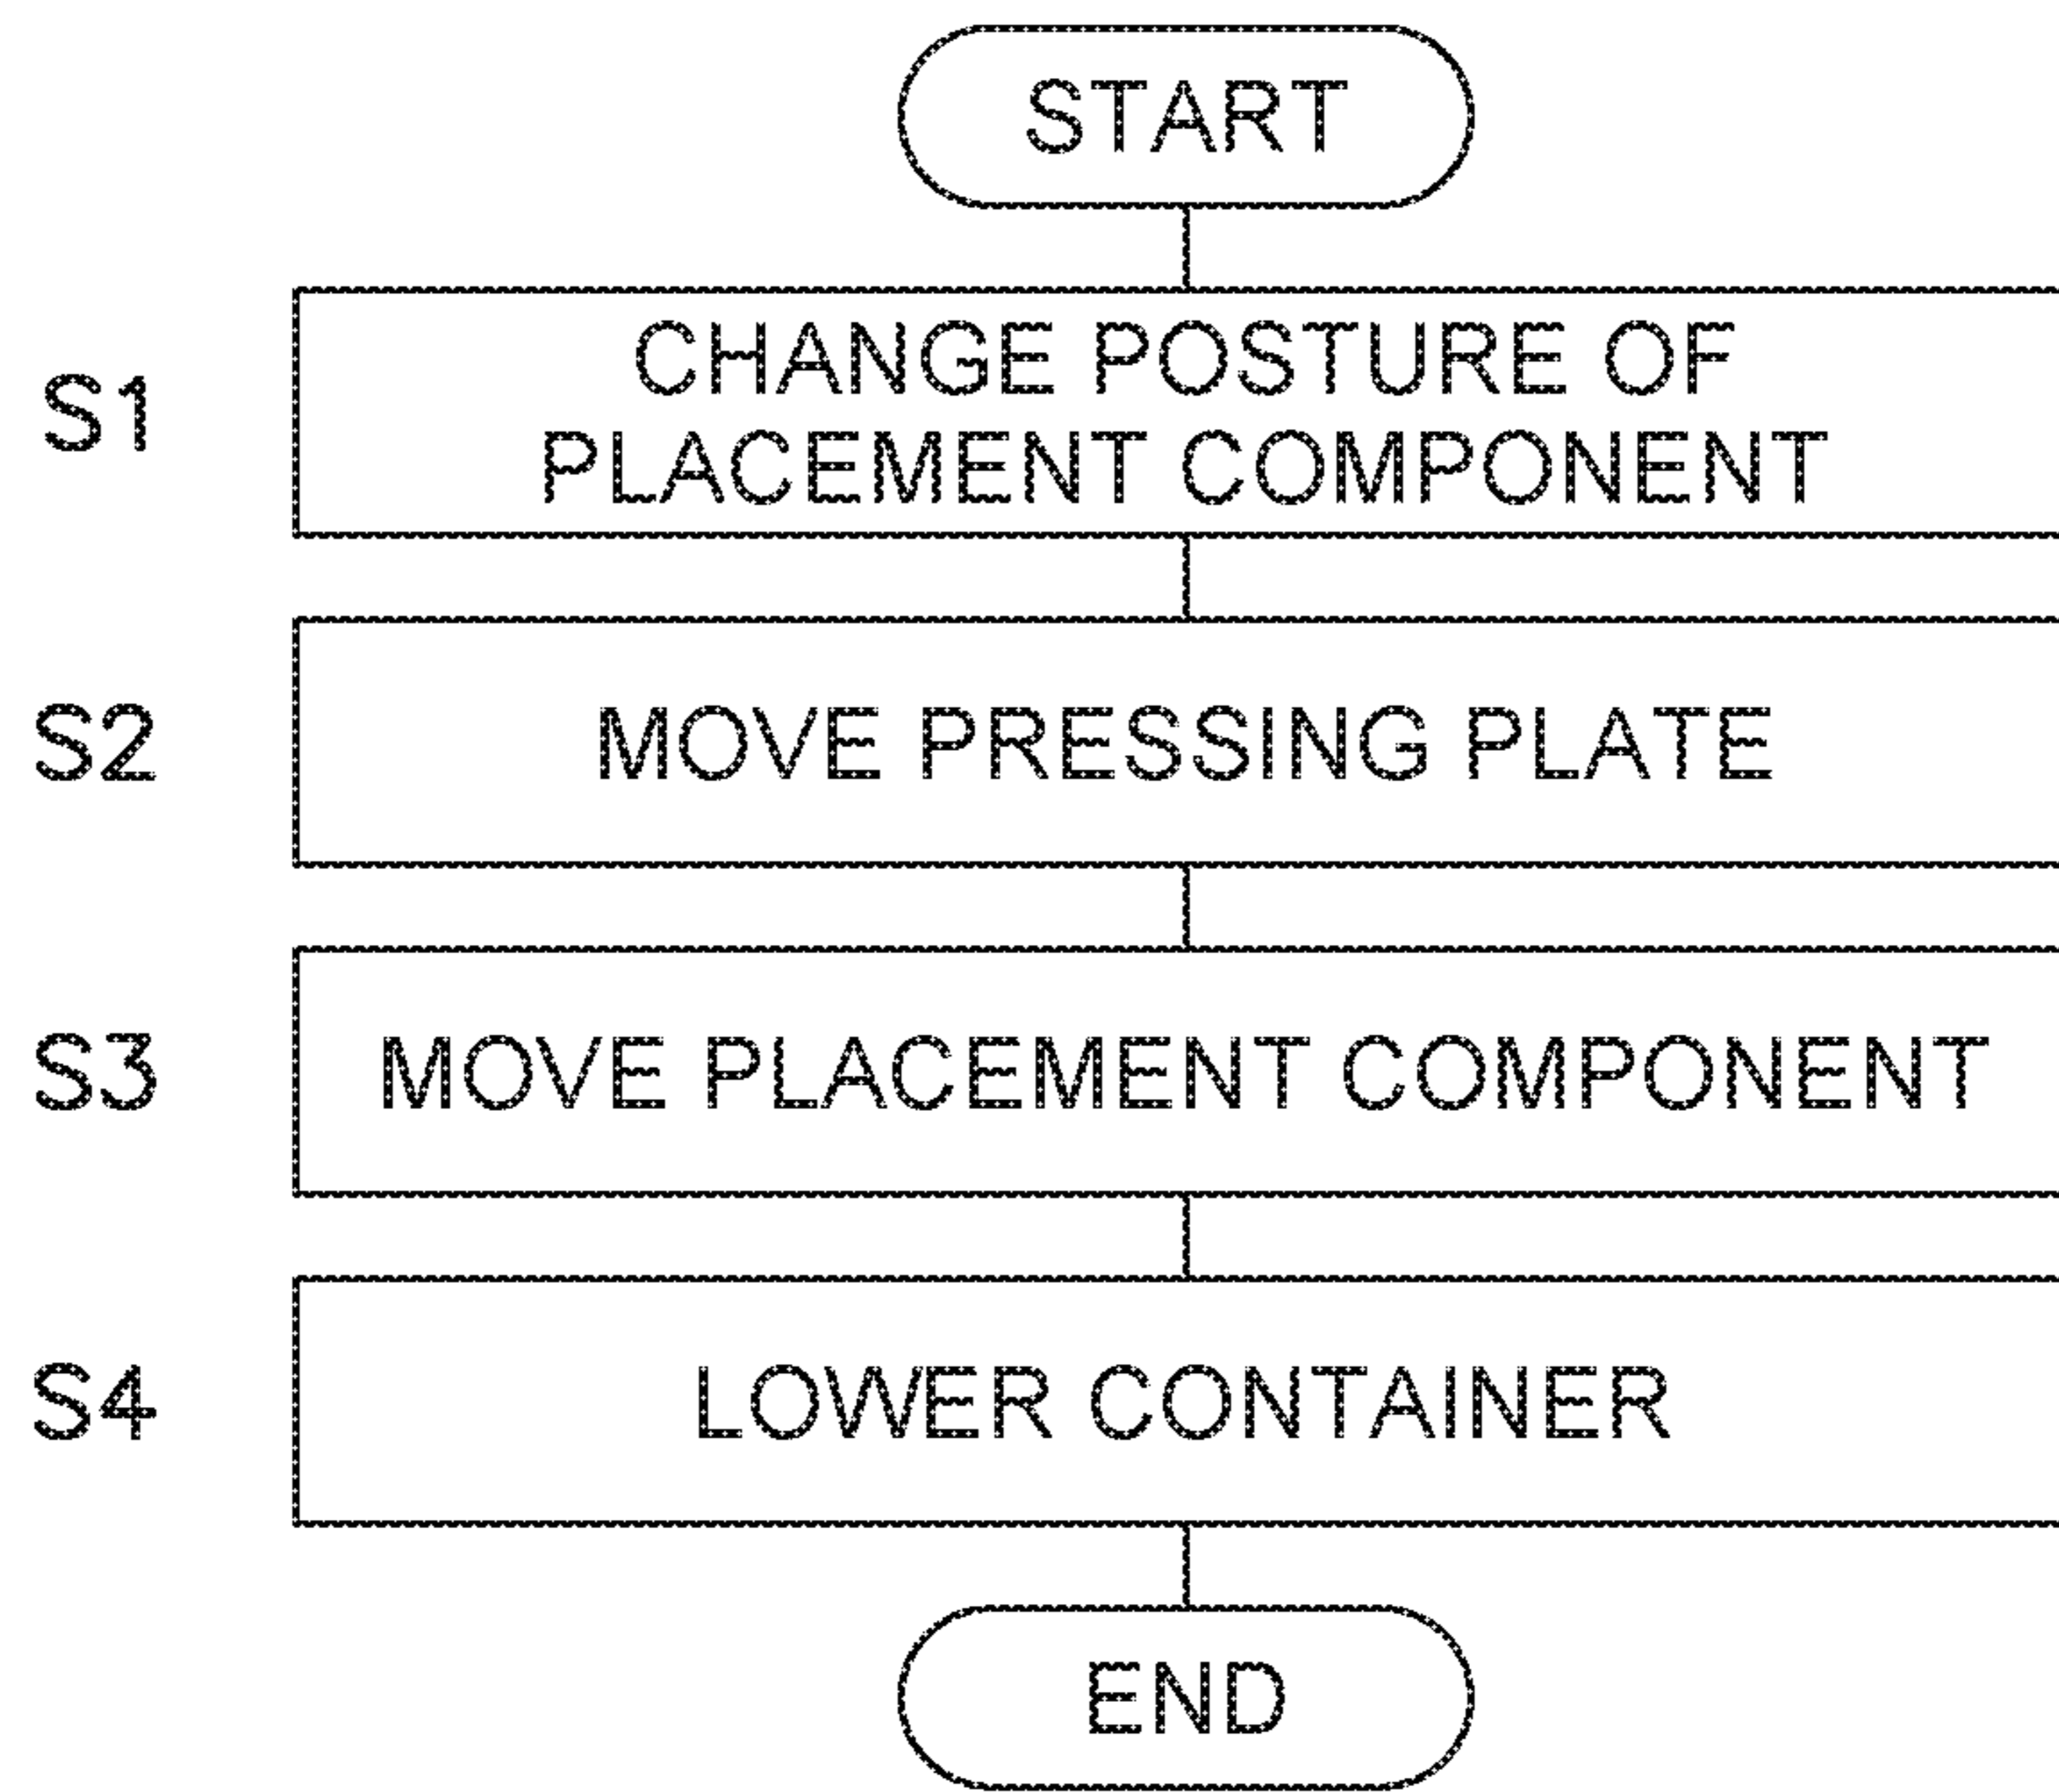 START
S1
CHANGE POSTURE OF
PLACEMENT COMPONENT
S2
MOVE PRESSING PLATE
S3
MOVE PLACEMENT COMPONENT
S4
LOWER CONTAINER
END